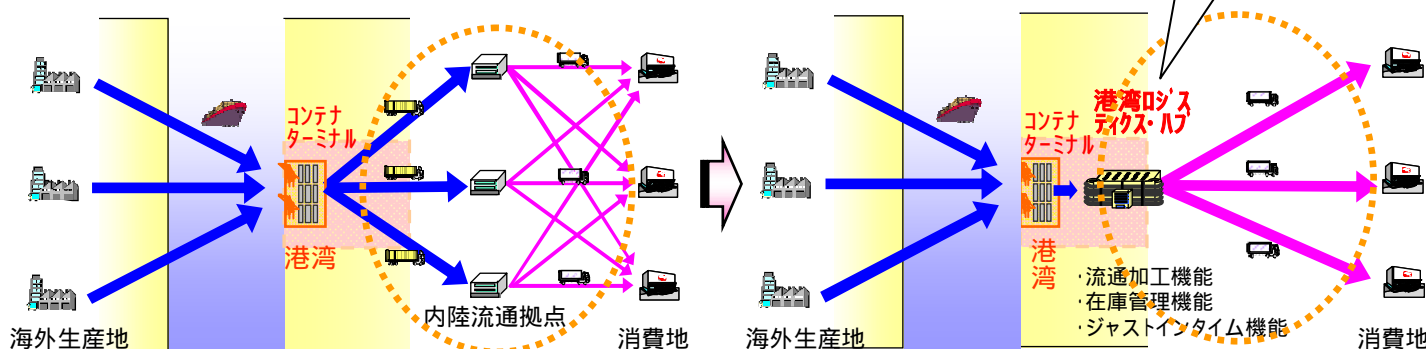 コンテナ
ターミナル
港湾
内陸流通拠点
海外生産地
消費地
港湾ロジス
ティクス・ハブ
コンテナ
ターミナル
港
湾
・流通加工機能
・在庫管理機能
・ジャストインタイム機能
海外生産地
消費地